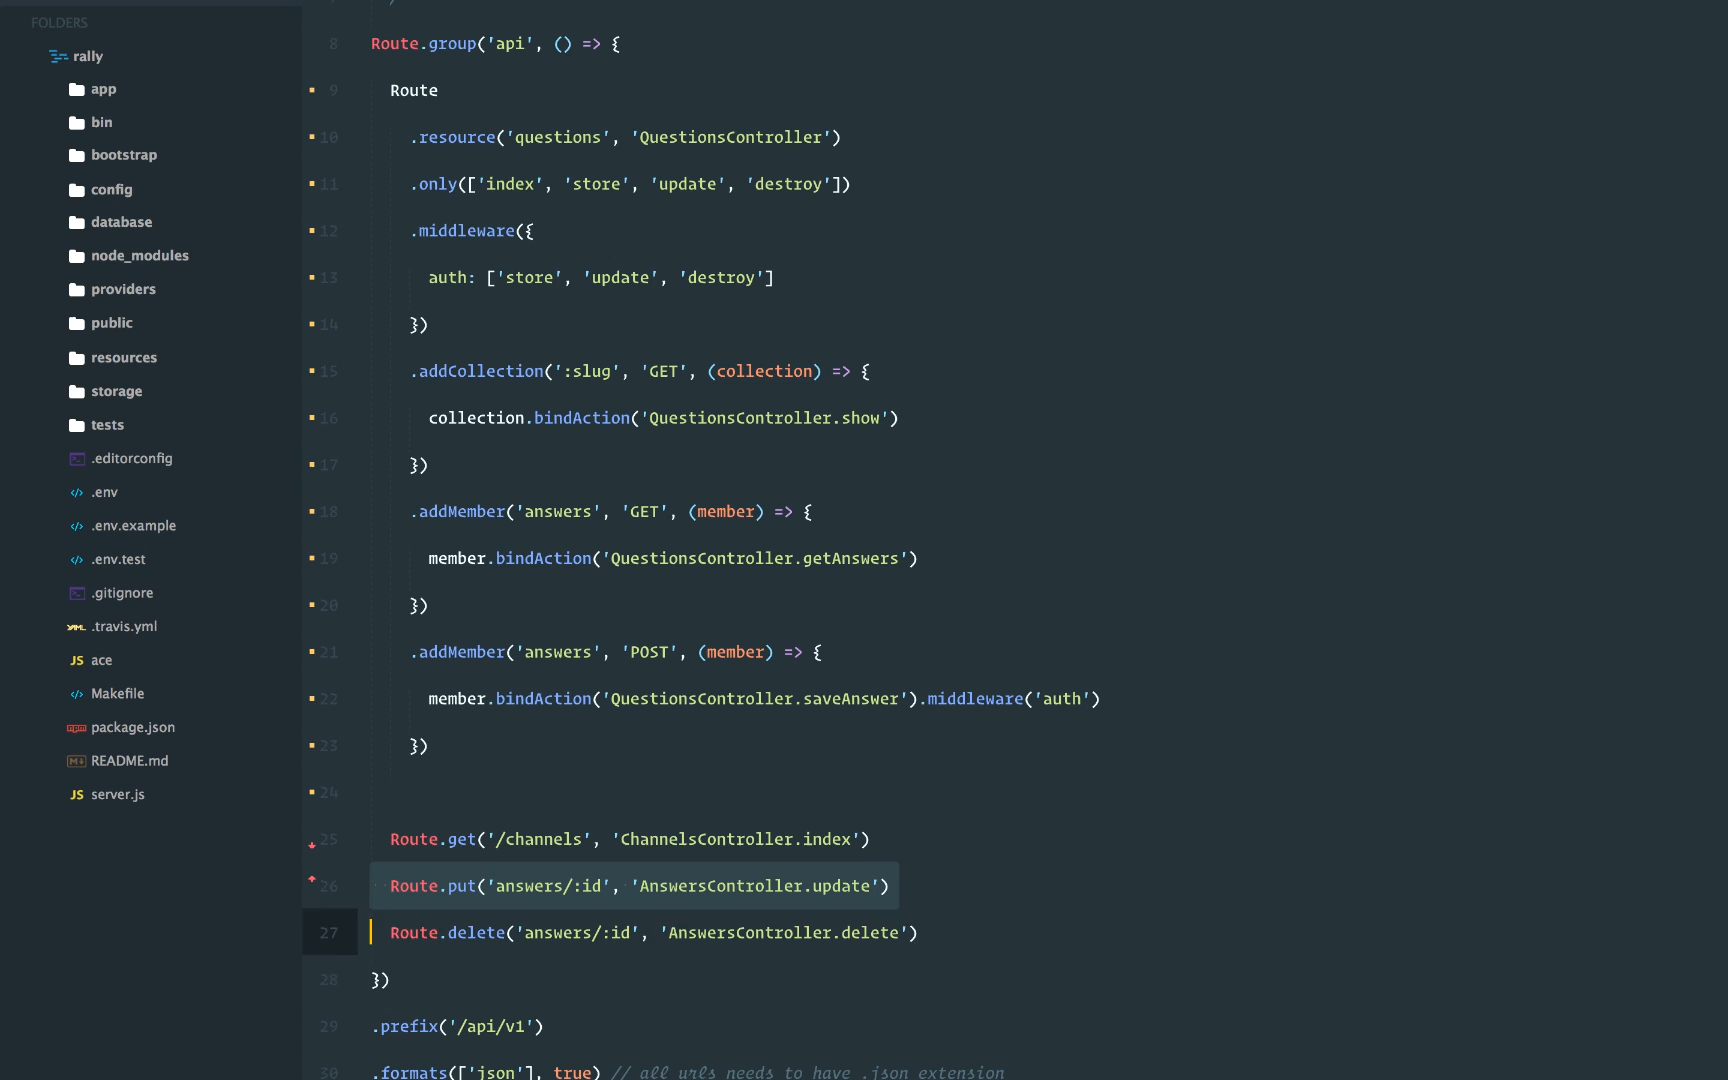 FOLDERS
rally
app
bin
bootstrap
config
database
node_modules
providers
public
resources
storage
tests
.editorconfig
.env
.env.example
.env.test
.gitignore
.travis.yml
JS ace
Makefile
package.json
README.md
JS server.js
8 Route.group('api', () => {
9 Route
10 .resource('questions', 'QuestionsController')
11 .only(['index', 'store', 'update', 'destroy'])
12 .middleware({
13 auth: ['store', 'update', 'destroy']
14 })
15 .addCollection(':slug', 'GET', (collection) => {
16 collection.bindAction('QuestionsController.show')
17 })
18 .addMember('answers', 'GET', (member) => {
19 member.bindAction('QuestionsController.getAnswers')
20 })
21 .addMember('answers', 'POST', (member) => {
22 member.bindAction('QuestionsController.saveAnswer').middleware('auth')
23 })
24
25 Route.get('/channels', 'ChannelsController.index')
26 Route.put('answers/:id', 'AnswersController.update')
27 Route.delete('answers/:id', 'AnswersController.delete')
28 })
29 .prefix('/api/v1')
30 .formats(['json'], true) // all urls needs to have .json extension